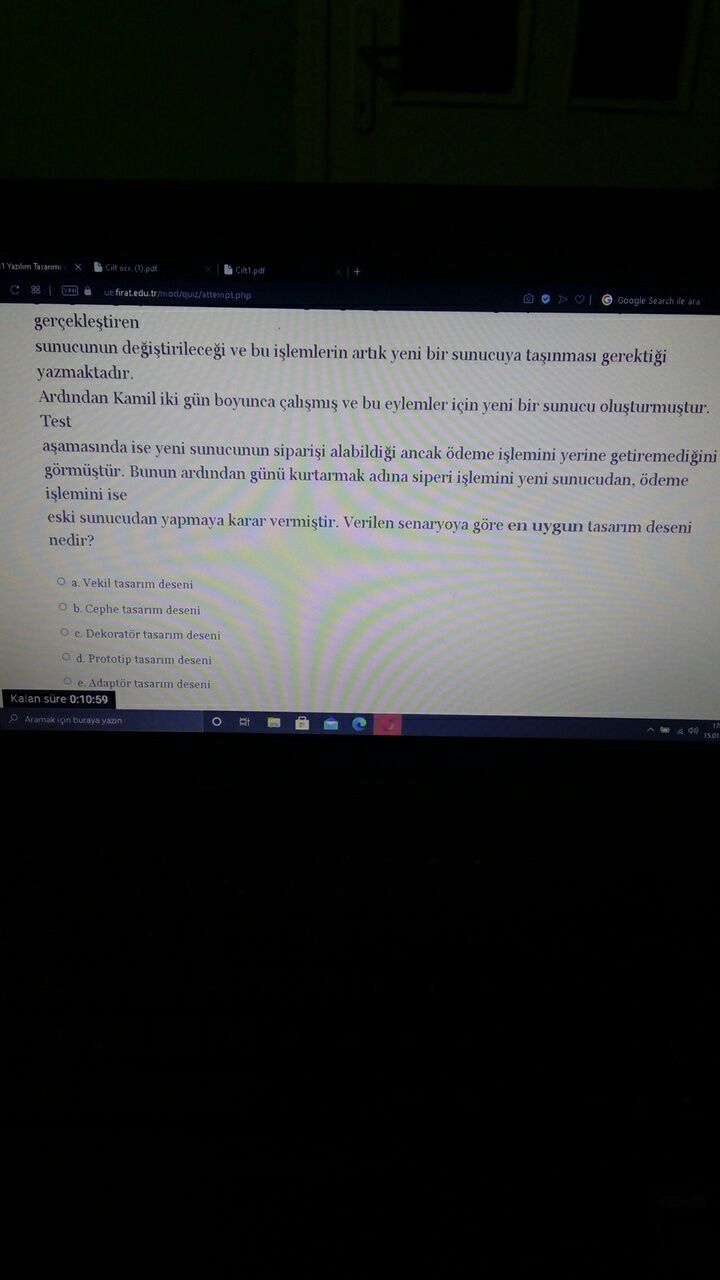 1 Yazılım Tasarımı
Cilt ocr. (1).pdf
Cilt1.pdf
VPN
ue.firat.edu.tr/mod/quiz/attempt.php
Google Search ile ara
gerçekleştiren
sunucunun değiştirileceği ve bu işlemlerin artık yeni bir sunucuya taşınması gerektiği
yazmaktadır.
Ardından Kamil iki gün boyunca çalışmış ve bu eylemler için yeni bir sunucu oluşturmuştur.
Test
aşamasında ise yeni sunucunun siparişi alabildiği ancak ödeme işlemini yerine getiremediğini
görmüştür. Bunun ardından günü kurtarmak adına siperi işlemini yeni sunucudan, ödeme
işlemini ise
eski sunucudan yapmaya karar vermiştir. Verilen senaryoya göre en uygun tasarım deseni
nedir?
a. Vekil tasarım deseni
b. Cephe tasarım deseni
c. Dekoratör tasarım deseni
d. Prototip tasarım deseni
e. Adaptör tasarım deseni
Kalan süre 0:10:59
Aramak için buraya yazın
15.01